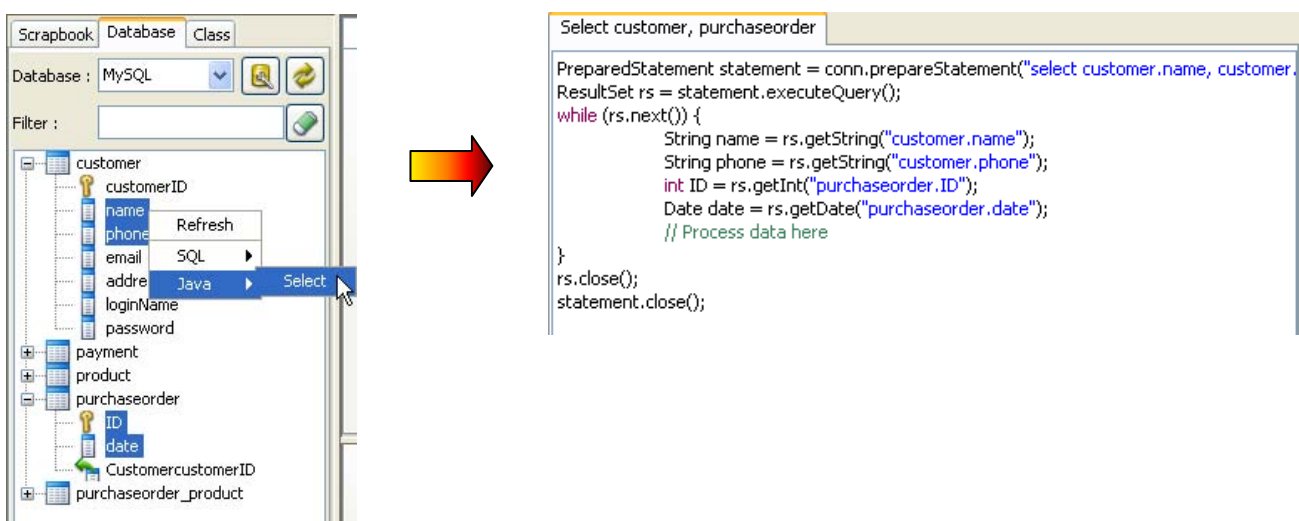 Scrapbook Database Class
Database : MySQL
Filter :
customer
customerID
name
phone
email
addre
loginName
password
payment
product
purchaseorder
ID
date
CustomercustomerID
purchaseorder_product
Refresh
SQL
Java
Select
Select customer, purchaseorder
PreparedStatement statement = conn.prepareStatement("select customer.name, customer.
ResultSet rs = statement.executeQuery();
while (rs.next()) {
String name = rs.getString("customer.name");
String phone = rs.getString("customer.phone");
int ID = rs.getInt("purchaseorder.ID");
Date date = rs.getDate("purchaseorder.date");
// Process data here
}
rs.close();
statement.close();